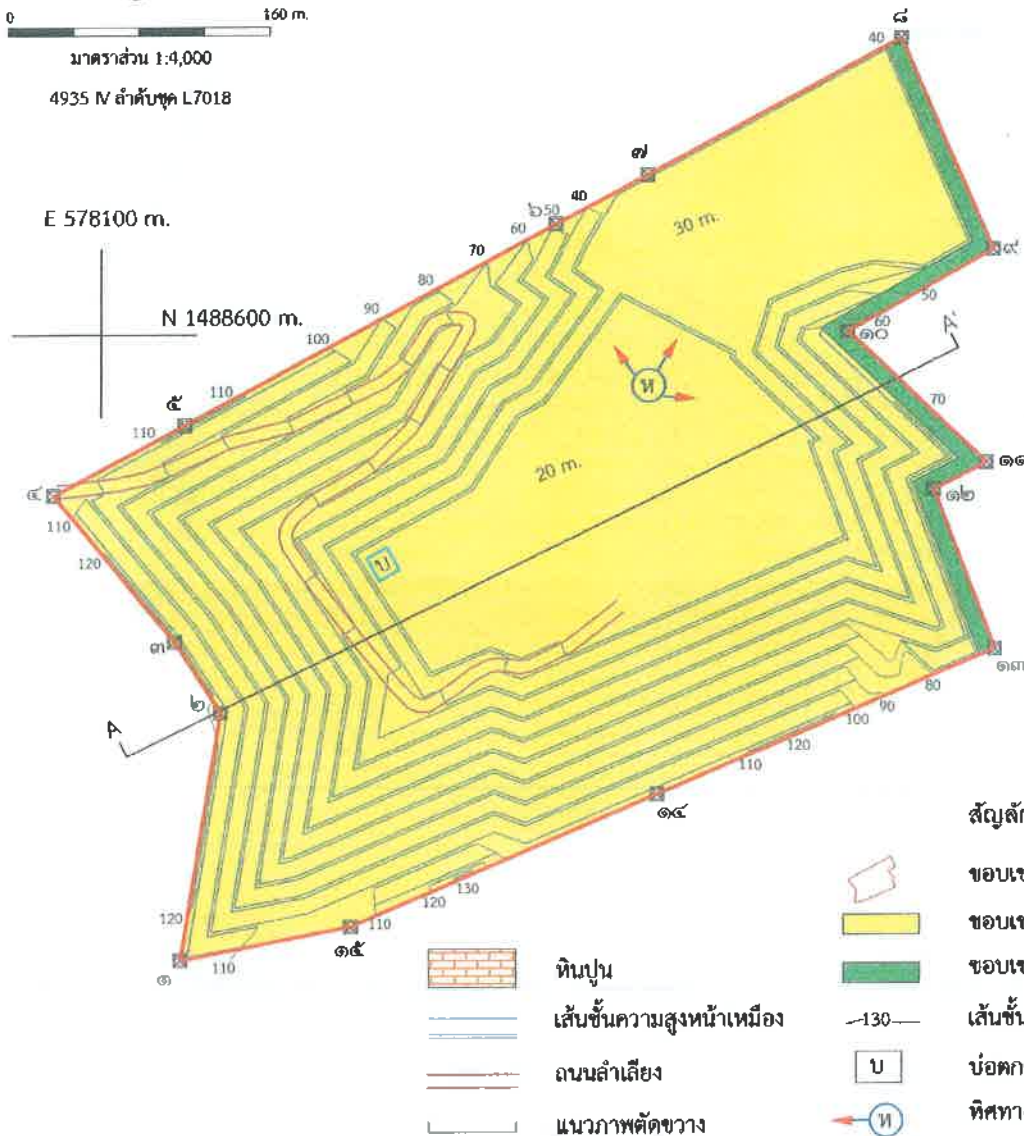 0 160 m.
มาตราส่วน 1:4,000
4935 IV ลำดับชุด L7018
๘
40
๗
E 578100 m.
๖
50
40
60
30 m.
70
๙
80
50
N 1488600 m.
90
60
๑๐
A'
100
ห
110
70
๕
110
๑๑
20 m.
๔
๑๒
110
120
บ
๓
๑๓
80
๒
90
A
100
120
110
๑๔
130
120
120
110
๑๕
๑
110
ขอบเข
ขอบเข
หินปูน
ขอบเข
เส้นชั้นความสูงหน้าเหมือง
130
เส้นชั้น
ถนนลำเลียง
บ
บ่อตก
แนวภาพตัดขวาง
ห
ทิศทา